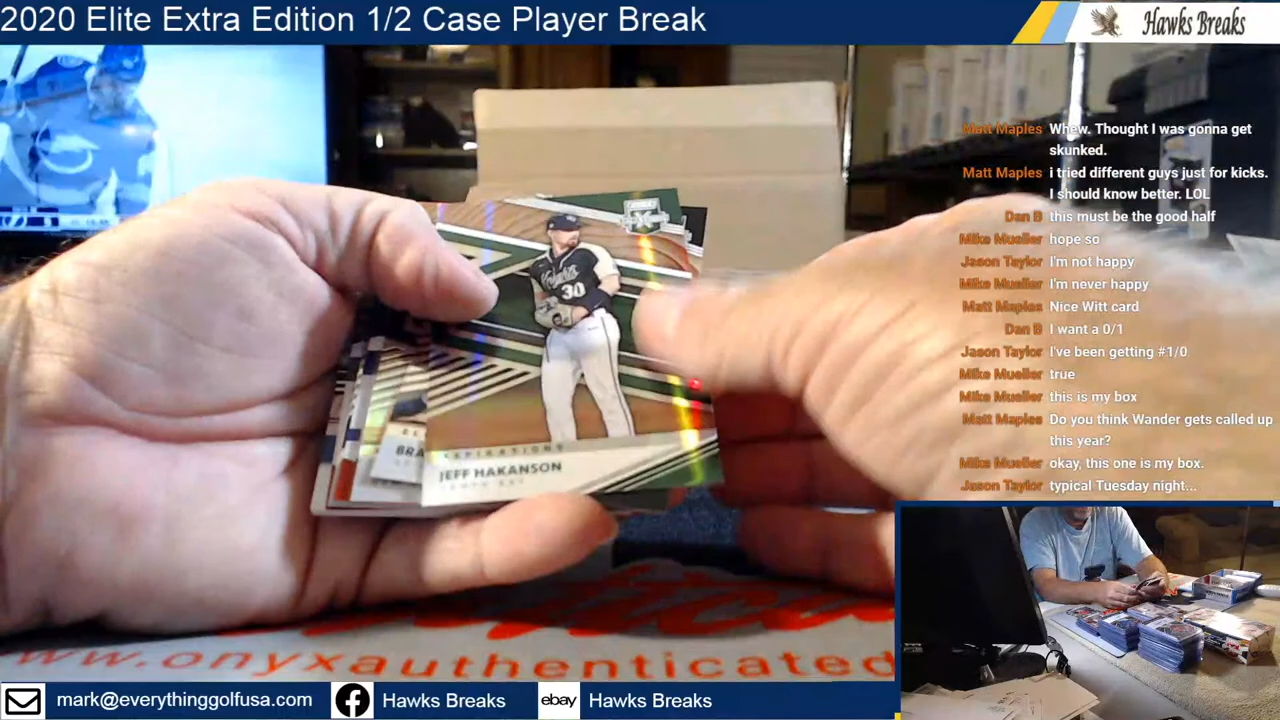 2020 Elite Extra Edition 1/2 Case Player Break
Hawks Breaks
Matt Maples Whew. Thought I was gonna get
skunked.
Matt Maples i tried different guys just for kicks.
I should know better. LOL
Dan B this must be the good half
Mike Mueller hope so
Jason Taylor I'm not happy
Mike Mueller I'm never happy
Matt Maples Nice Witt card
Dan B I want a 0/1
Jason Taylor I've been getting #1/0
Mike Mueller true
Mike Mueller this is my box
Matt Maples Do you think Wander gets called up
this year?
Mike Mueller okay, this one is my box.
Jason Taylor typical Tuesday night...
Knights
30
BRA
ASPIRATIONS
JEFF HAKANSON
TAMPA BAY
www.onyxauthenticated
mark@everythinggolfusa.com
Hawks Breaks
ebay
Hawks Breaks